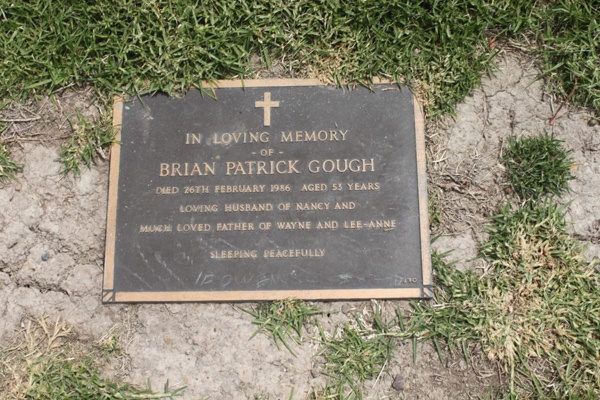 IN LOVING MEMORY
- OF -
BRIAN PATRICK GOUGH
DIED 26TH FEBRUARY 1986 AGED 53 YEARS
LOVING HUSBAND OF NANCY AND
MUCH LOVED FATHER OF WAYNE AND LEE-ANNE
SLEEPING PEACEFULLY